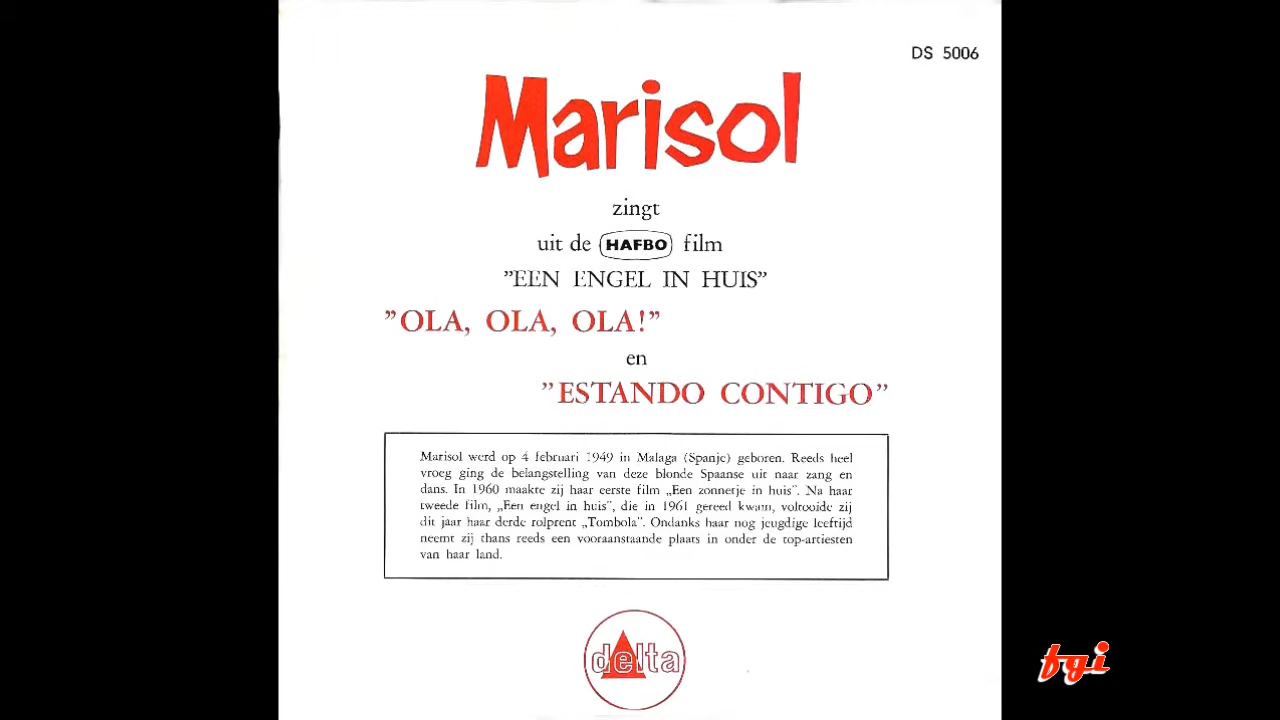 DS 5006
Marisol
zingt
uit de HAFBO film
”EEN ENGEL IN HUIS”
”OLA, OLA, OLA!”
en
”ESTANDO CONTIGO”
Marisol werd op 4 februari 1949 in Malaga (Spanje) geboren. Reeds heel
vroeg ging de belangstelling van deze blonde Spaanse uit naar zang en
dans. In 1960 maakte zij haar eerste film „Een zonnetje in huis”. Na haar
tweede film, „Een engel in huis”, die in 1961 gereed kwam, voltooide zij
dit jaar haar derde rolprent „Tombola”. Ondanks haar nog jeugdige leeftijd
neemt zij thans reeds een vooraanstaande plaats in onder de top-artiesten
van haar land.
delta
fgi